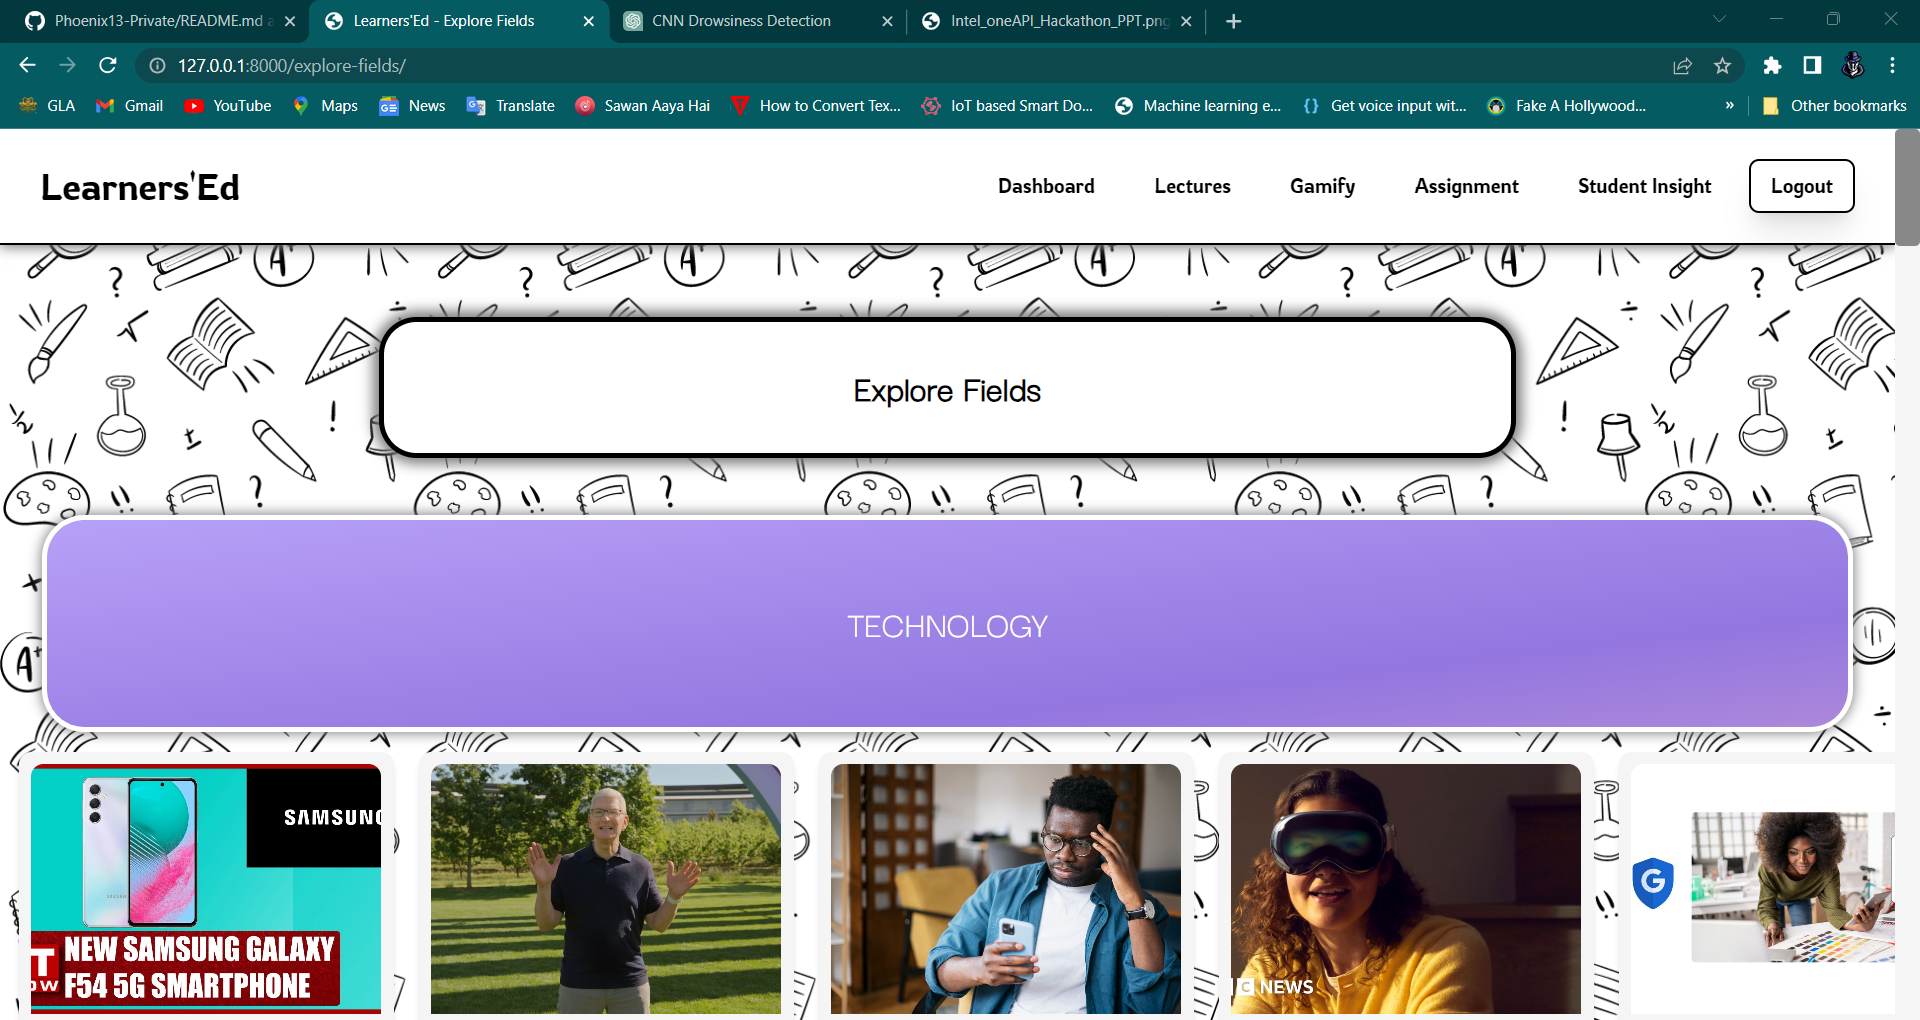 Phoenix13-Private/README.md a
Learners'Ed - Explore Fields
CNN Drowsiness Detection
Intel_oneAPI_Hackathon_PPT.png
127.0.0.1:8000/explore-fields/
GLA
Gmail
YouTube
Maps
News
Translate
Sawan Aaya Hai
How to Convert Tex...
IoT based Smart Do...
Machine learning e...
Get voice input wit...
Fake A Hollywood...
»
Other bookmarks
Learners'Ed
Dashboard
Lectures
Gamify
Assignment
Student Insight
Logout
Explore Fields
TECHNOLOGY
SAMSUNG
NEW SAMSUNG GALAXY
F54 5G SMARTPHONE
T
OW
C NEWS
G